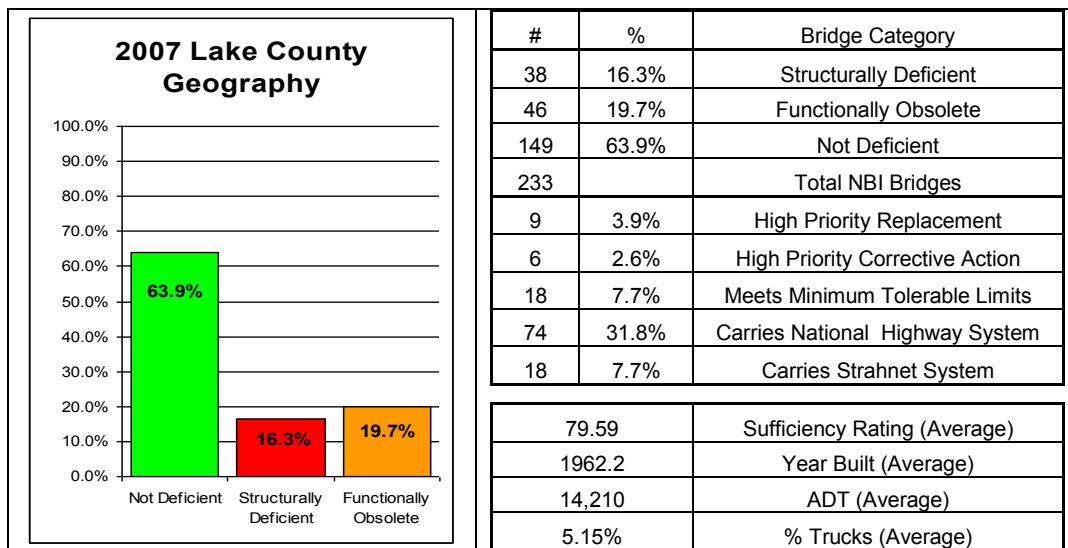 2007 Lake County
Geography
100.0%
90.0%
80.0%
70.0%
60.0%
50.0%
40.0%
30.0%
20.0%
10.0%
0.0%
63.9%
16.3%
19.7%
Not Deficient
Structurally
Deficient
Functionally
Obsolete
# % Bridge Category
38 16.3% Structurally Deficient
46 19.7% Functionally Obsolete
149 63.9% Not Deficient
233 Total NBI Bridges
9 3.9% High Priority Replacement
6 2.6% High Priority Corrective Action
18 7.7% Meets Minimum Tolerable Limits
74 31.8% Carries National Highway System
18 7.7% Carries Strahnet System
79.59 Sufficiency Rating (Average)
1962.2 Year Built (Average)
14,210 ADT (Average)
5.15% % Trucks (Average)